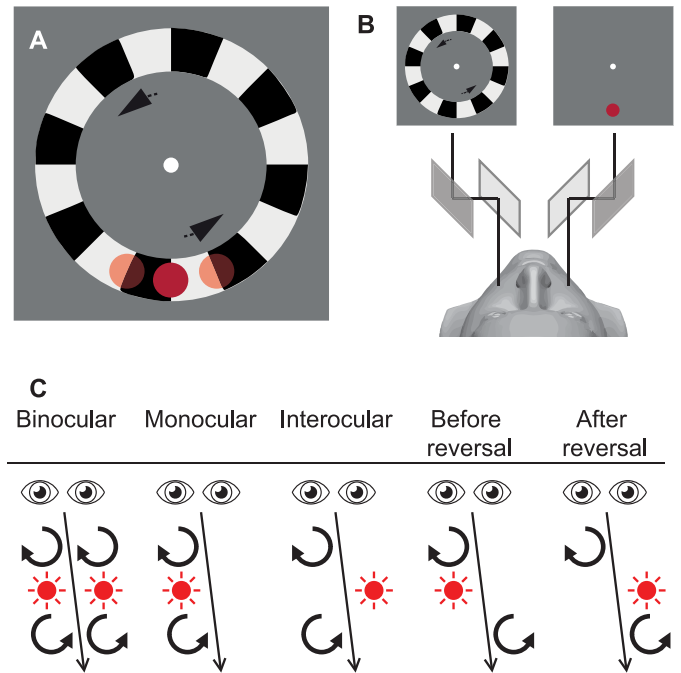 A
B
C
Binocular
Monocular
Interocular
Before
reversal
After
reversal